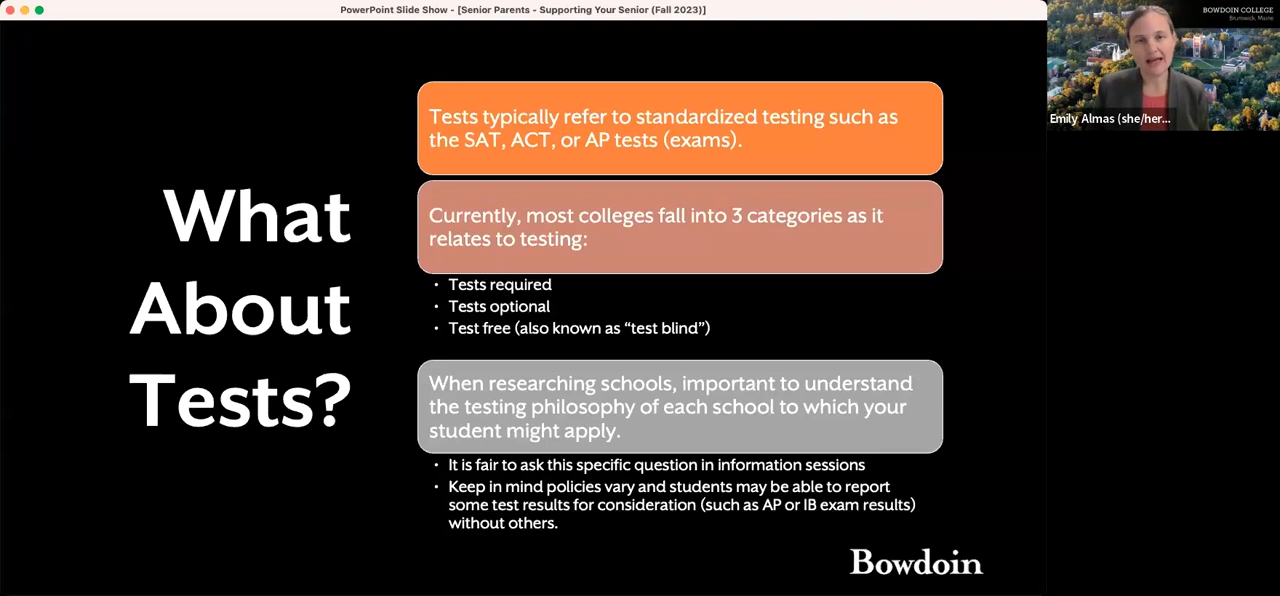 PowerPoint Slide Show - [Senior Parents - Supporting Your Senior (Fall 2023)]
BOWDOIN COLLEGE
Brunswick, Maine
Emily Almas (she/her...
What
About
Tests?
Tests typically refer to standardized testing such as
the SAT, ACT, or AP tests (exams).
Currently, most colleges fall into 3 categories as it
relates to testing:
• Tests required
• Tests optional
• Test free (also known as “test blind”)
When researching schools, important to understand
the testing philosophy of each school to which your
student might apply.
• It is fair to ask this specific question in information sessions
• Keep in mind policies vary and students may be able to report
some test results for consideration (such as AP or IB exam results)
without others.
Bowdoin